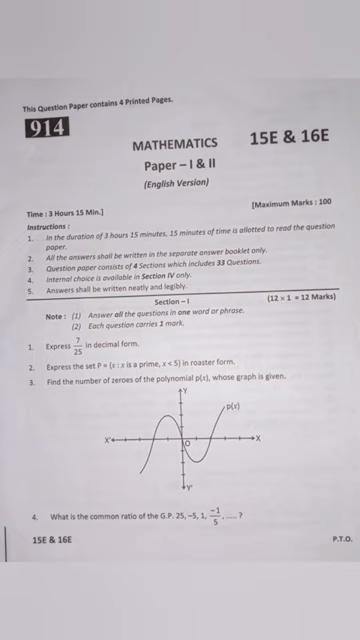 This Question Paper contains 4 Printed Pages.
914
MATHEMATICS 15E & 16E
Paper – I & II
(English Version)
Time : 3 Hours 15 Min.] [Maximum Marks : 100
Instructions :
1. In the duration of 3 hours 15 minutes, 15 minutes of time is allotted to read the question
paper.
2. All the answers shall be written in the separate answer booklet only.
3. Question paper consists of 4 Sections which includes 33 Questions.
4. Internal choice is available in Section IV only.
5. Answers shall be written neatly and legibly.
Section – I (12 × 1 = 12 Marks)
Note : (1) Answer all the questions in one word or phrase.
(2) Each question carries 1 mark.
1. Express 7/25 in decimal form.
2. Express the set P = {x : x is a prime, x < 5} in roaster form.
3. Find the number of zeroes of the polynomial p(x), whose graph is given.
Y
p(x)
X' O X
Y'
4. What is the common ratio of the G.P. 25, –5, 1, –1/5, ..... ?
15E & 16E P.T.O.